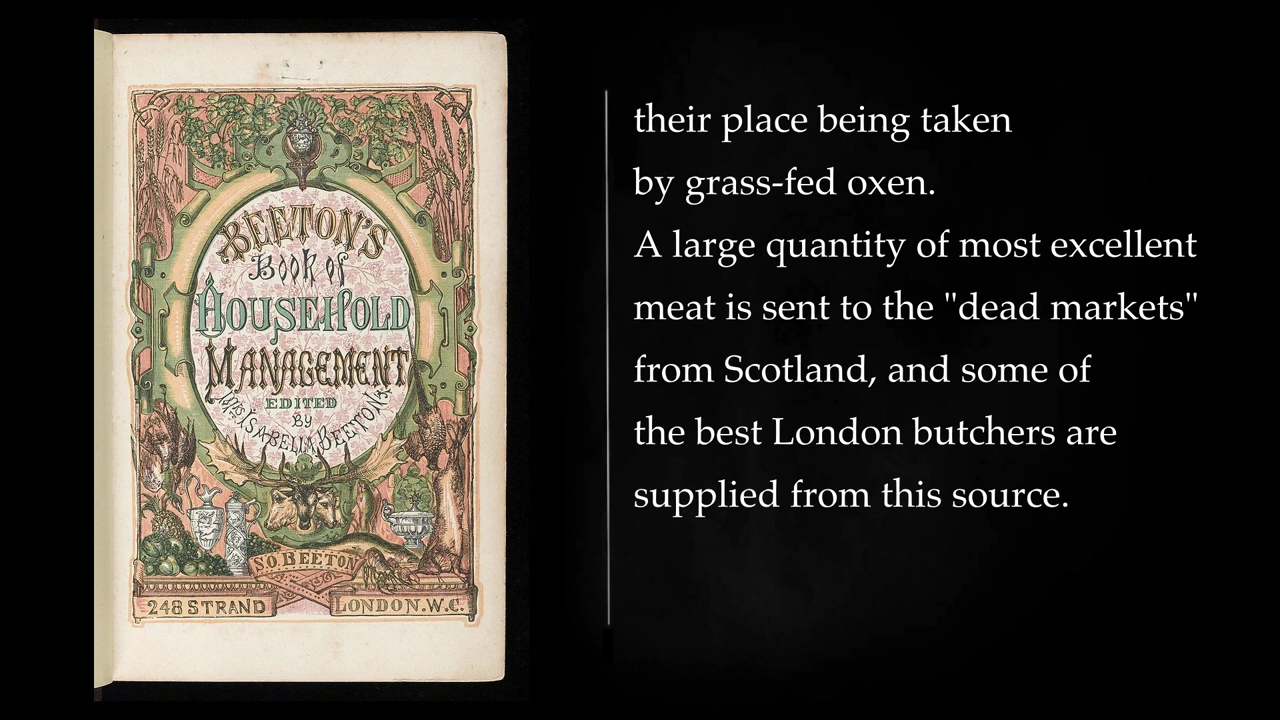 BEETON'S
Book of
HOUSEHOLD
MANAGEMENT
EDITED
BY
MRS ISABELLA BEETON
S.O.BEETON
248 STRAND
LONDON.W.C.
their place being taken
by grass-fed oxen.
A large quantity of most excellent
meat is sent to the "dead markets"
from Scotland, and some of
the best London butchers are
supplied from this source.